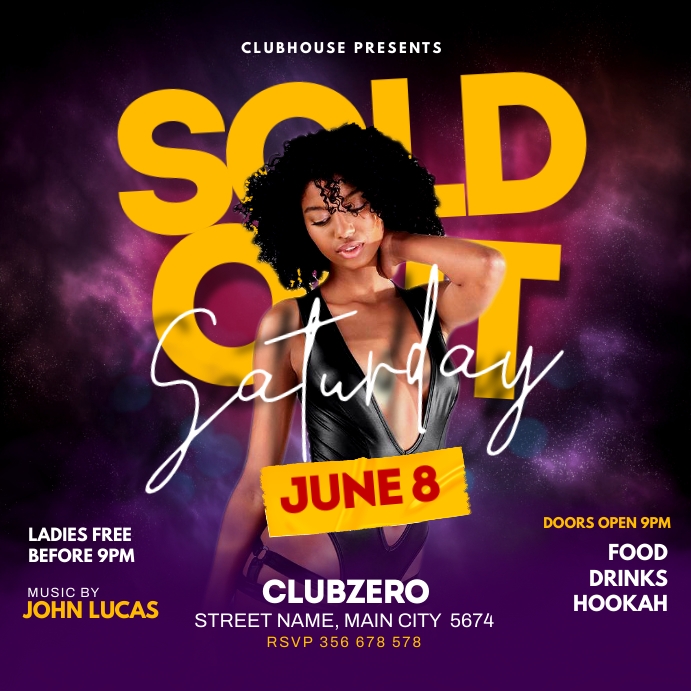 CLUBHOUSE PRESENTS
SOLD
OUT
Saturday
JUNE 8
LADIES FREE
BEFORE 9PM
MUSIC BY
JOHN LUCAS
DOORS OPEN 9PM
FOOD
DRINKS
HOOKAH
CLUBZERO
STREET NAME, MAIN CITY 5674
RSVP 356 678 578